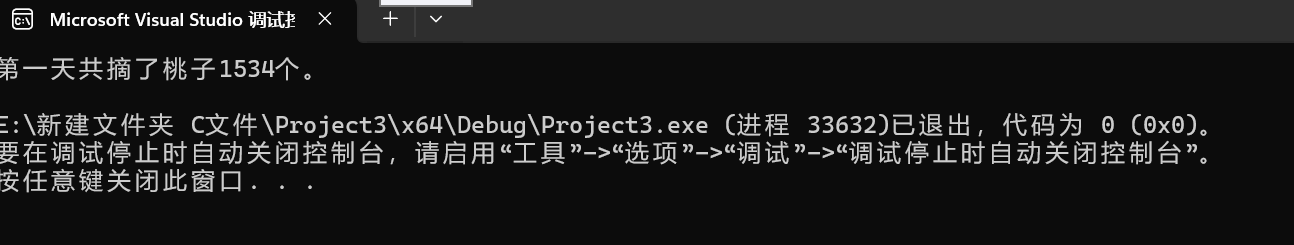 Microsoft Visual Studio 调试
第一天共摘了桃子1534个。
E:\新建文件夹 C文件\Project3\x64\Debug\Project3.exe (进程 33632)已退出，代码为 0 (0x0)。
要在调试停止时自动关闭控制台，请启用“工具”->“选项”->“调试”->“调试停止时自动关闭控制台”。
按任意键关闭此窗口. . .